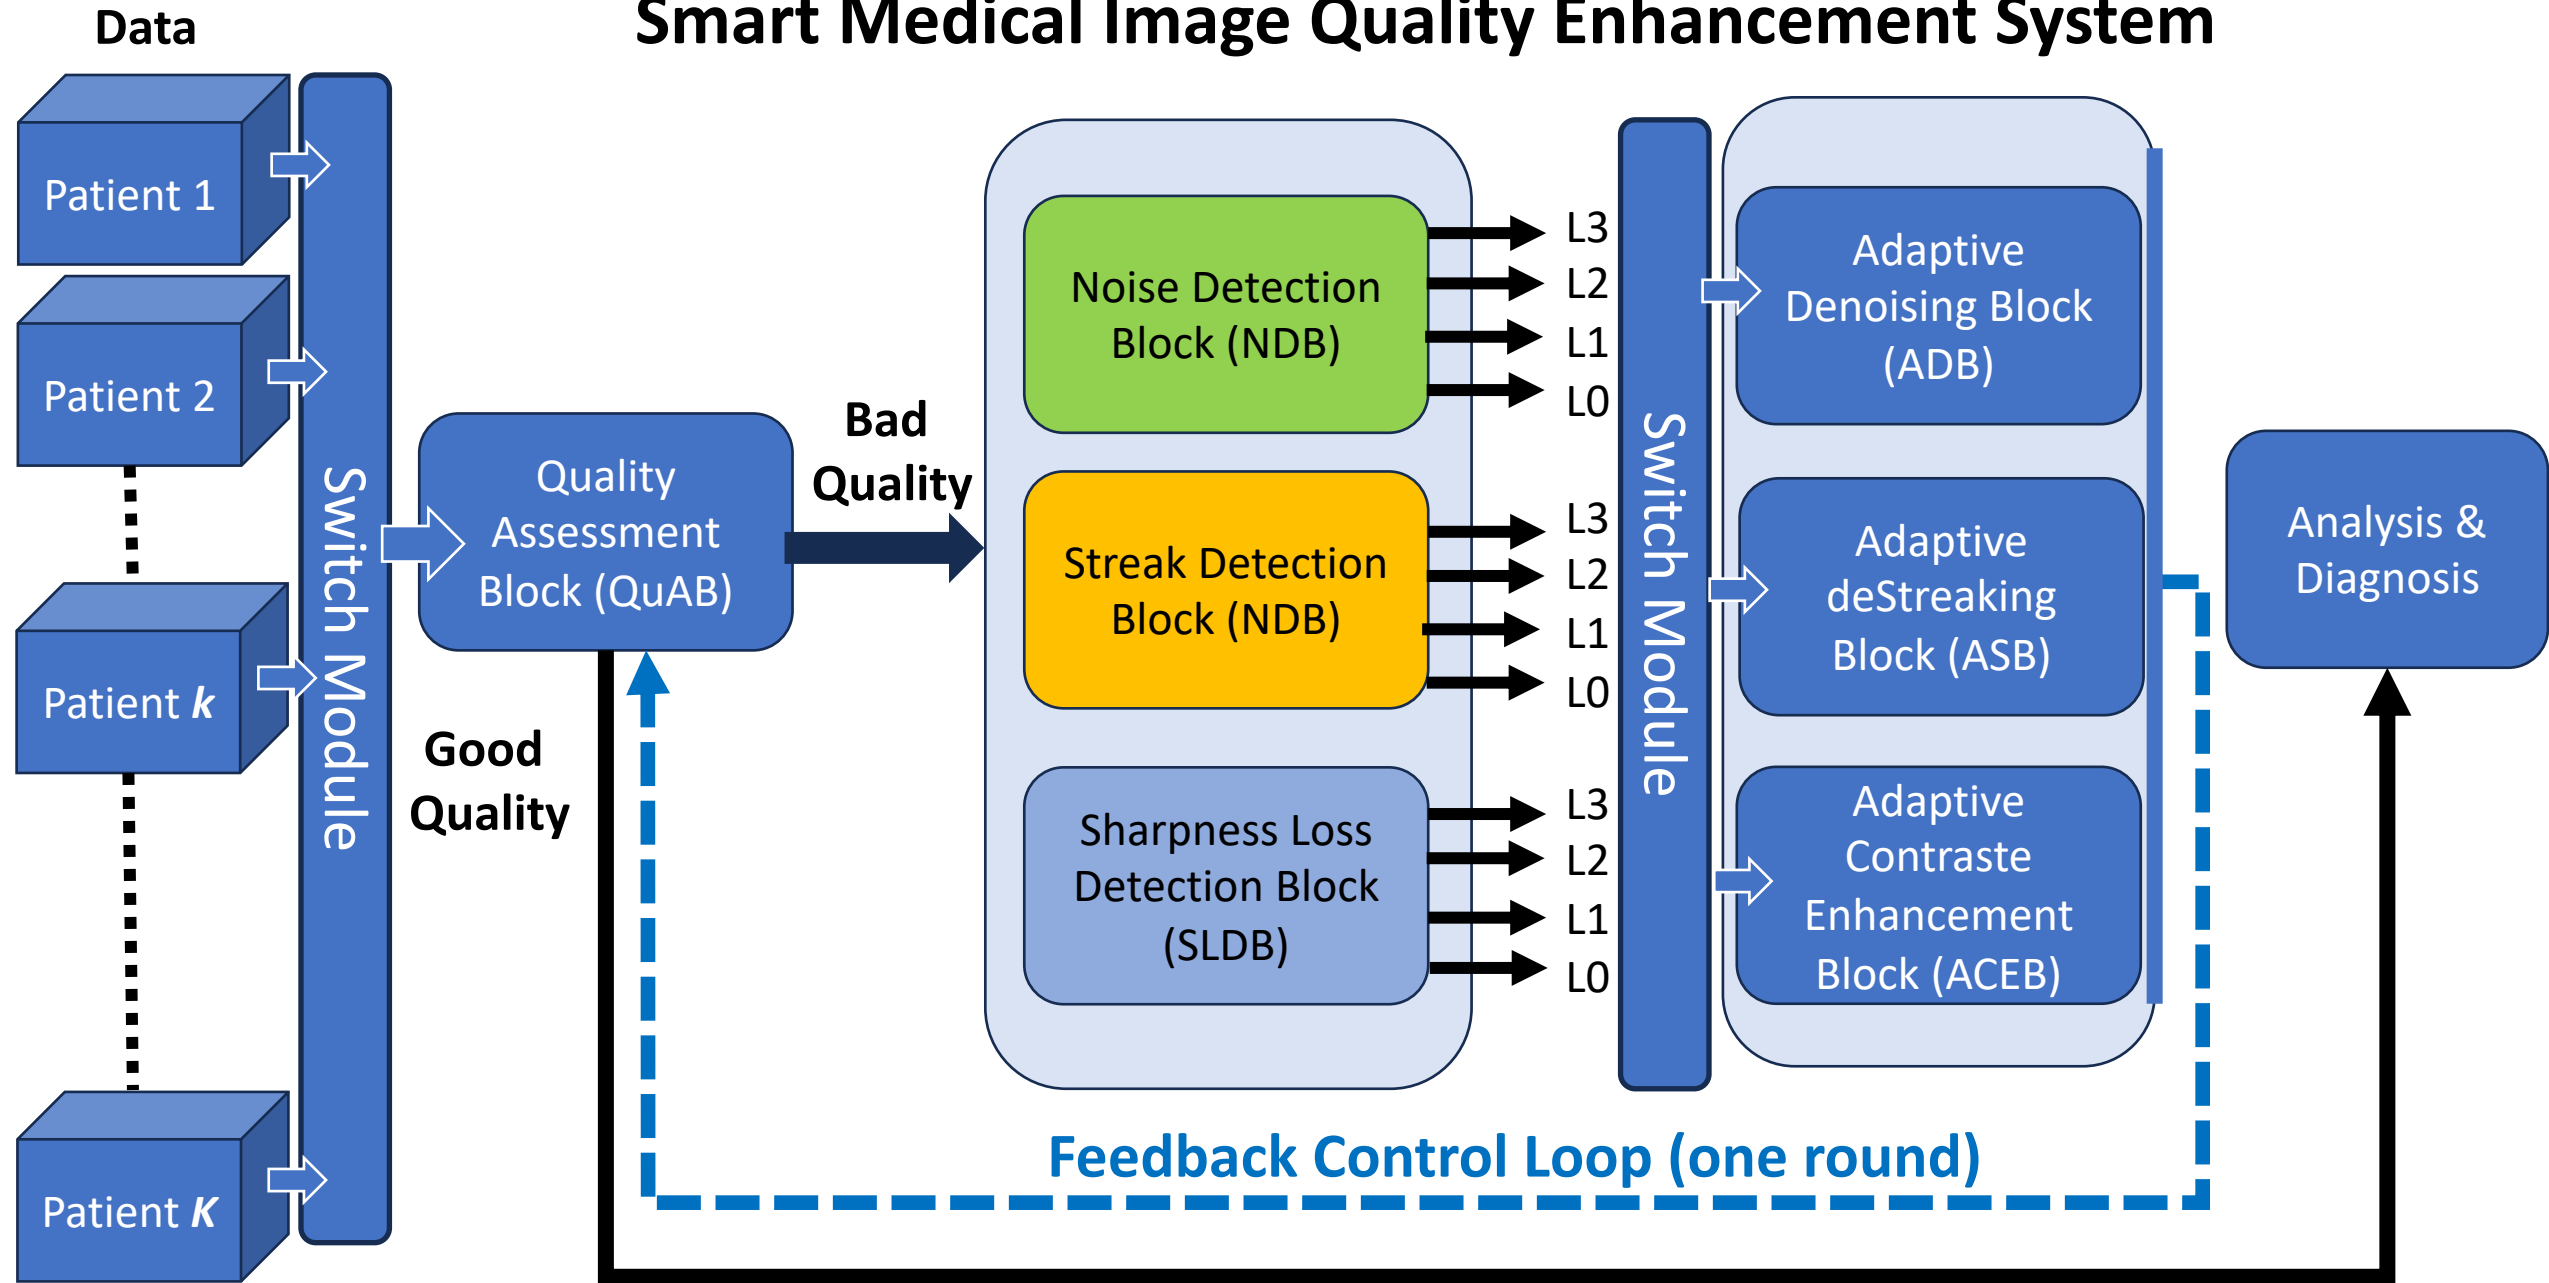 Data
Smart Medical Image Quality Enhancement System
Patient 1
Patient 2
Patient k
Patient K
Switch Module
Quality
Assessment
Block (QuAB)
Bad
Quality
Good
Quality
Noise Detection
Block (NDB)
L3
L2
L1
L0
Streak Detection
Block (NDB)
L3
L2
L1
L0
Sharpness Loss
Detection Block
(SLDB)
L3
L2
L1
L0
Switch Module
Adaptive
Denoising Block
(ADB)
Adaptive
deStreaking
Block (ASB)
Adaptive
Contraste
Enhancement
Block (ACEB)
Analysis &
Diagnosis
Feedback Control Loop (one round)